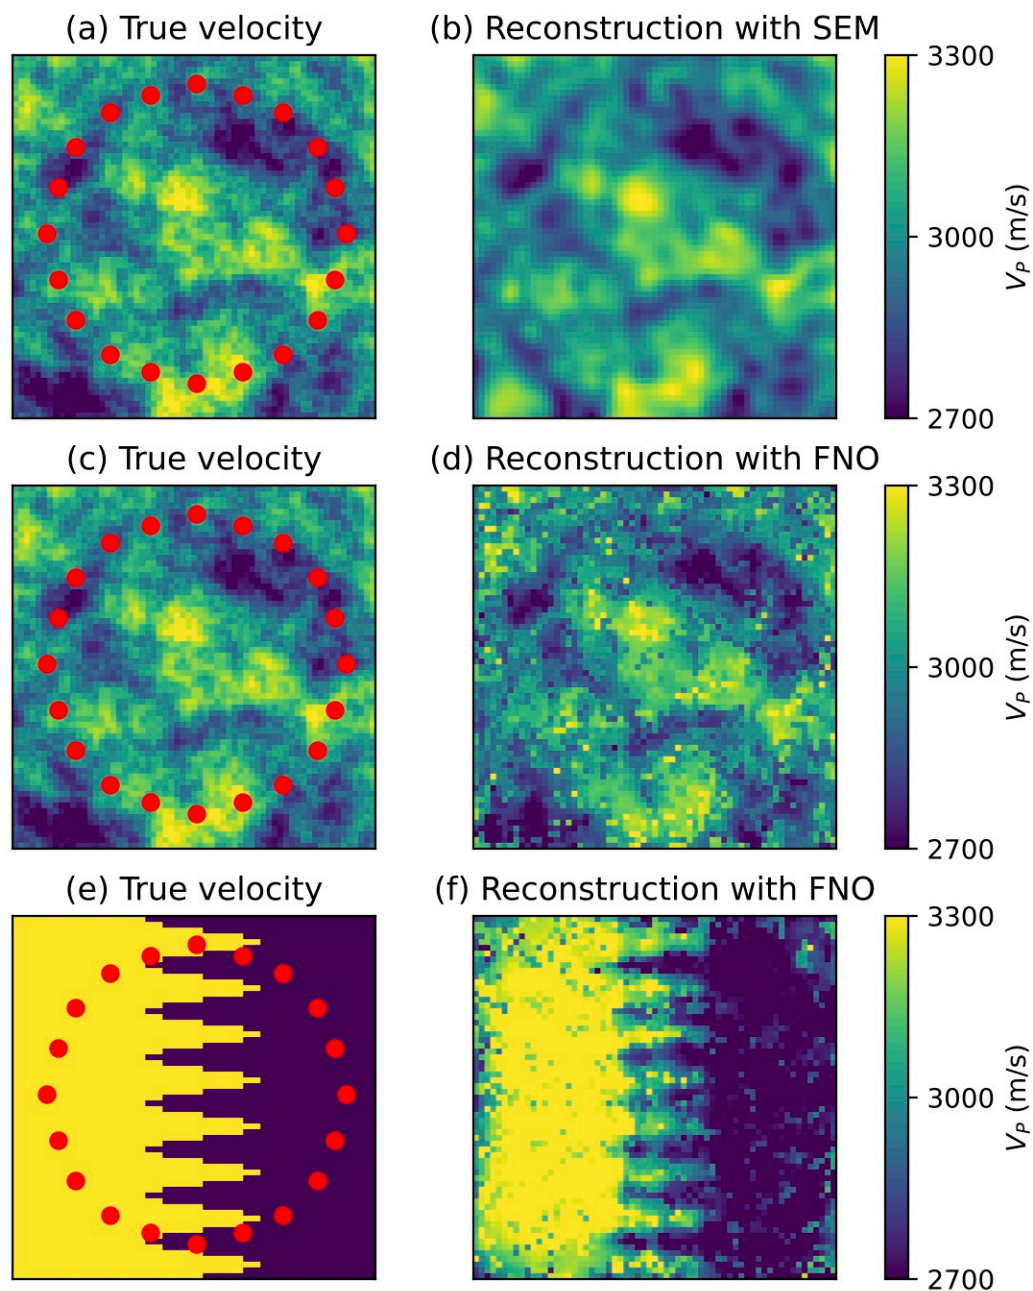 (a) True velocity
(b) Reconstruction with SEM
3300
3000
2700
V_P (m/s)
(c) True velocity
(d) Reconstruction with FNO
3300
3000
2700
V_P (m/s)
(e) True velocity
(f) Reconstruction with FNO
3300
3000
2700
V_P (m/s)